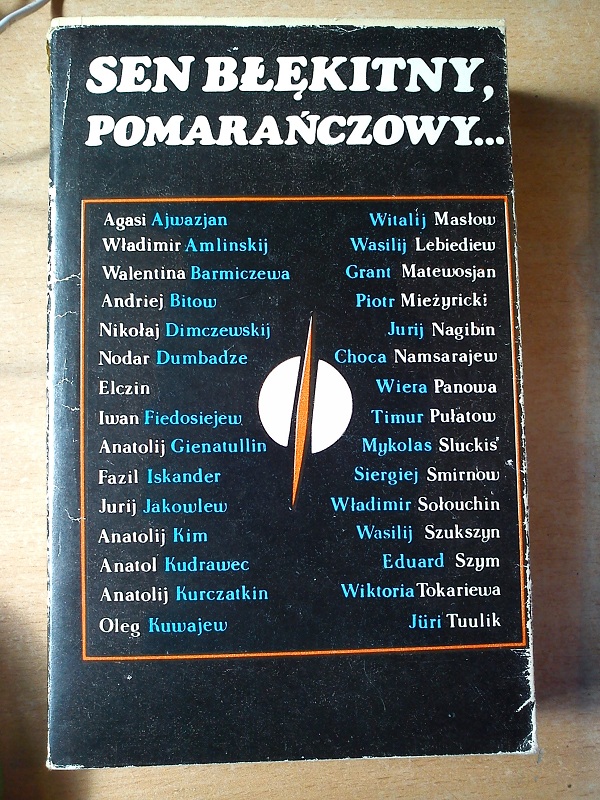 SEN BŁĘKITNY,
POMARAŃCZOWY...
Agasi Ajwazjan
Władimir Amlinskij
Walentina Barmiczewa
Andriej Bitow
Nikołaj Dimczewskij
Nodar Dumbadze
Elczin
Iwan Fiedosiejew
Anatolij Gienatullin
Fazil Iskander
Jurij Jakowlew
Anatolij Kim
Anatol Kudrawec
Anatolij Kurczatkin
Oleg Kuwajew
Witalij Masłow
Wasilij Lebiediew
Grant Matewosjan
Piotr Mieżyricki
Jurij Nagibin
Choca Namsarajew
Wiera Panowa
Timur Pułatow
Mykolas Sluckis'
Siergiej Smirnow
Władimir Sołouchin
Wasilij Szukszyn
Eduard Szym
Wiktoria Tokariewa
Jüri Tuulik